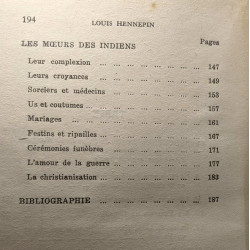 194 LOUIS HENNEPIN
LES MŒURS DES INDIENS Pages
Leur complexion ... ... ... ... ... ... 147
Leurs croyances ... ... ... ... ... ... 149
Sorciers et médecins ... ... ... ... ... 153
Us et coutumes ... ... ... ... ... ... 157
Mariages ... ... ... ... ... ... ... 161
Festins et ripailles ... ... ... ... ... 167
Cérémonies funèbres ... ... ... ... ... 171
L'amour de la guerre ... ... ... ... ... 177
La christianisation ... ... ... ... ... 183
BIBLIOGRAPHIE ... ... ... ... ... ... 187